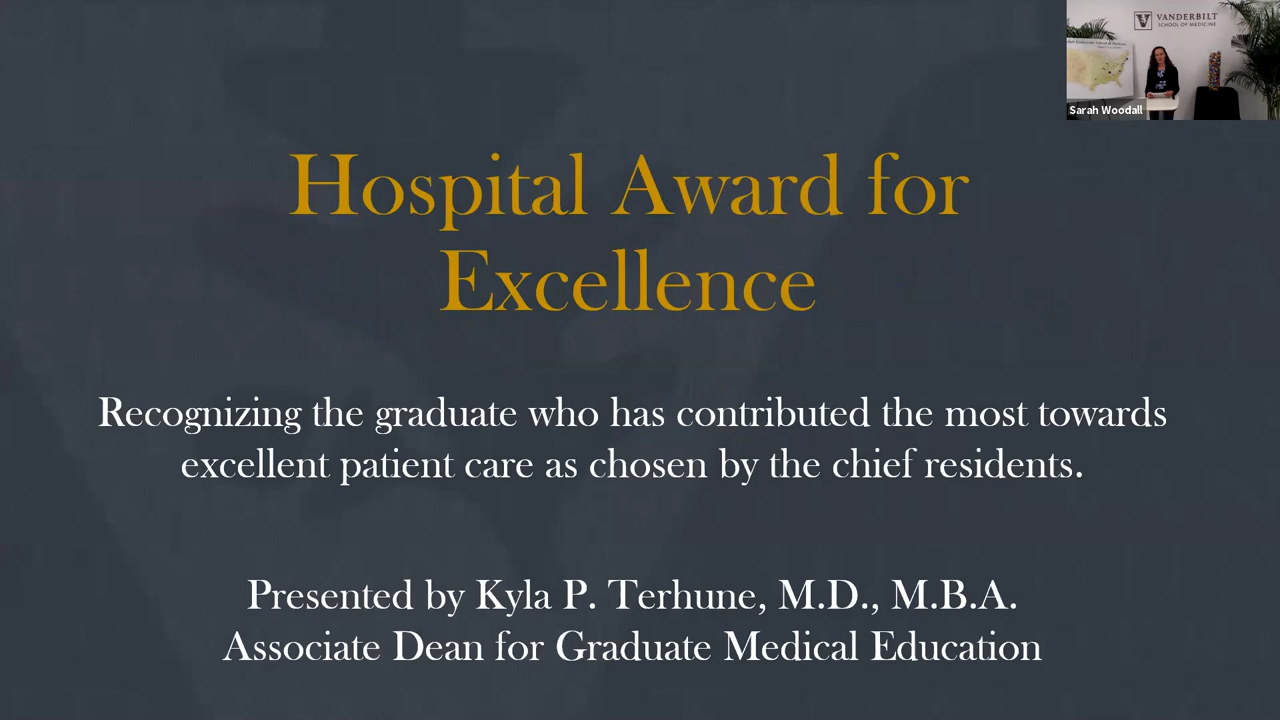 VANDERBILT
SCHOOL OF MEDICINE
Sarah Woodall
Hospital Award for
Excellence
Recognizing the graduate who has contributed the most towards
excellent patient care as chosen by the chief residents.
Presented by Kyla P. Terhune, M.D., M.B.A.
Associate Dean for Graduate Medical Education